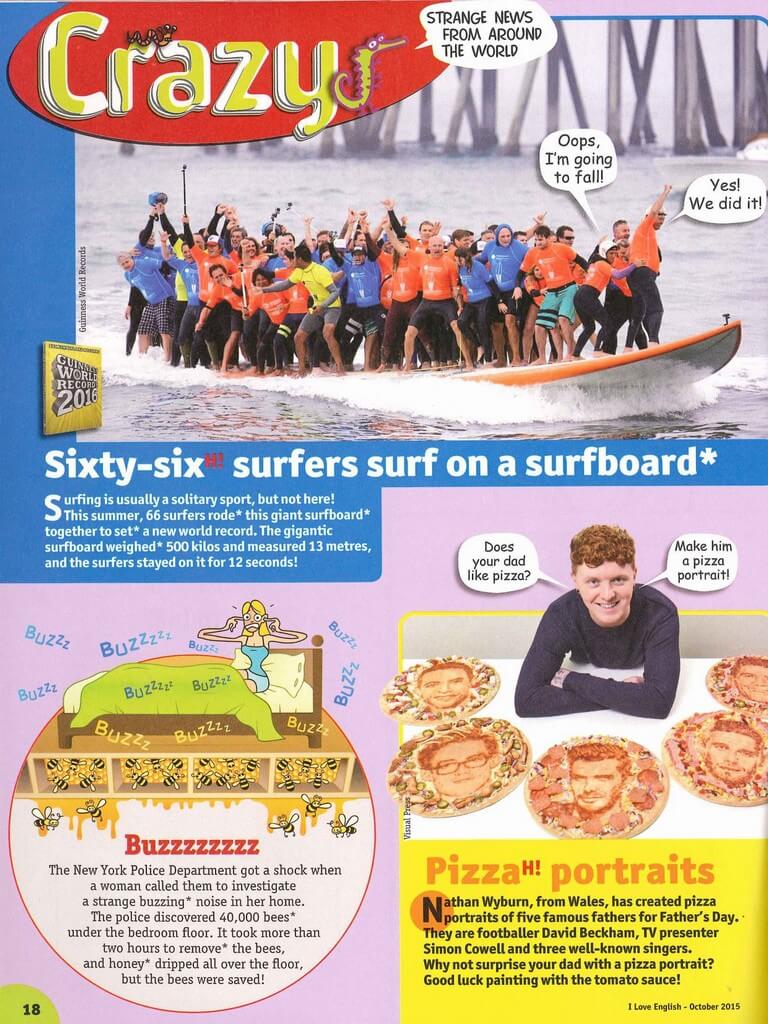 Crazy
STRANGE NEWS
FROM AROUND
THE WORLD
Oops,
I'm going
to fall!
Yes!
We did it!
Guinness World Records
GUINNESS
WORLD
RECORDS
2016
Sixty-six H! surfers surf on a surfboard*
Surfing is usually a solitary sport, but not here!
This summer, 66 surfers rode* this giant surfboard*
together to set* a new world record. The gigantic
surfboard weighed* 500 kilos and measured 13 metres,
and the surfers stayed on it for 12 seconds!
Does
your dad
like pizza?
Make him
a pizza
portrait!
Buzzz
Buzzzzzz
Buzzz
Buzzz
Buzzzzz
Buzzzz
Buzzz
Buzzz
Buzzzz
Buzzz
Buzzzzzzzz
The New York Police Department got a shock when
a woman called them to investigate
a strange buzzing* noise in her home.
The police discovered 40,000 bees*
under the bedroom floor. It took more than
two hours to remove* the bees,
and honey* dripped all over the floor,
but the bees were saved!
Visual Press
Pizza H! portraits
Nathan Wyburn, from Wales, has created pizza
portraits of five famous fathers for Father's Day.
They are footballer David Beckham, TV presenter
Simon Cowell and three well-known singers.
Why not surprise your dad with a pizza portrait?
Good luck painting with the tomato sauce!
18
I Love English - October 2015